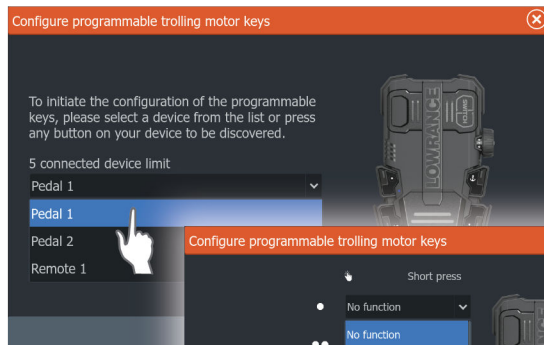 Configure programmable trolling motor keys
To initiate the configuration of the programmable
keys, please select a device from the list or press
any button on your device to be discovered.
5 connected device limit
Pedal 1
Pedal 1
Pedal 2
Remote 1
LOWRANCE
SWITCH
Configure programmable trolling motor keys
Short press
No function
No function